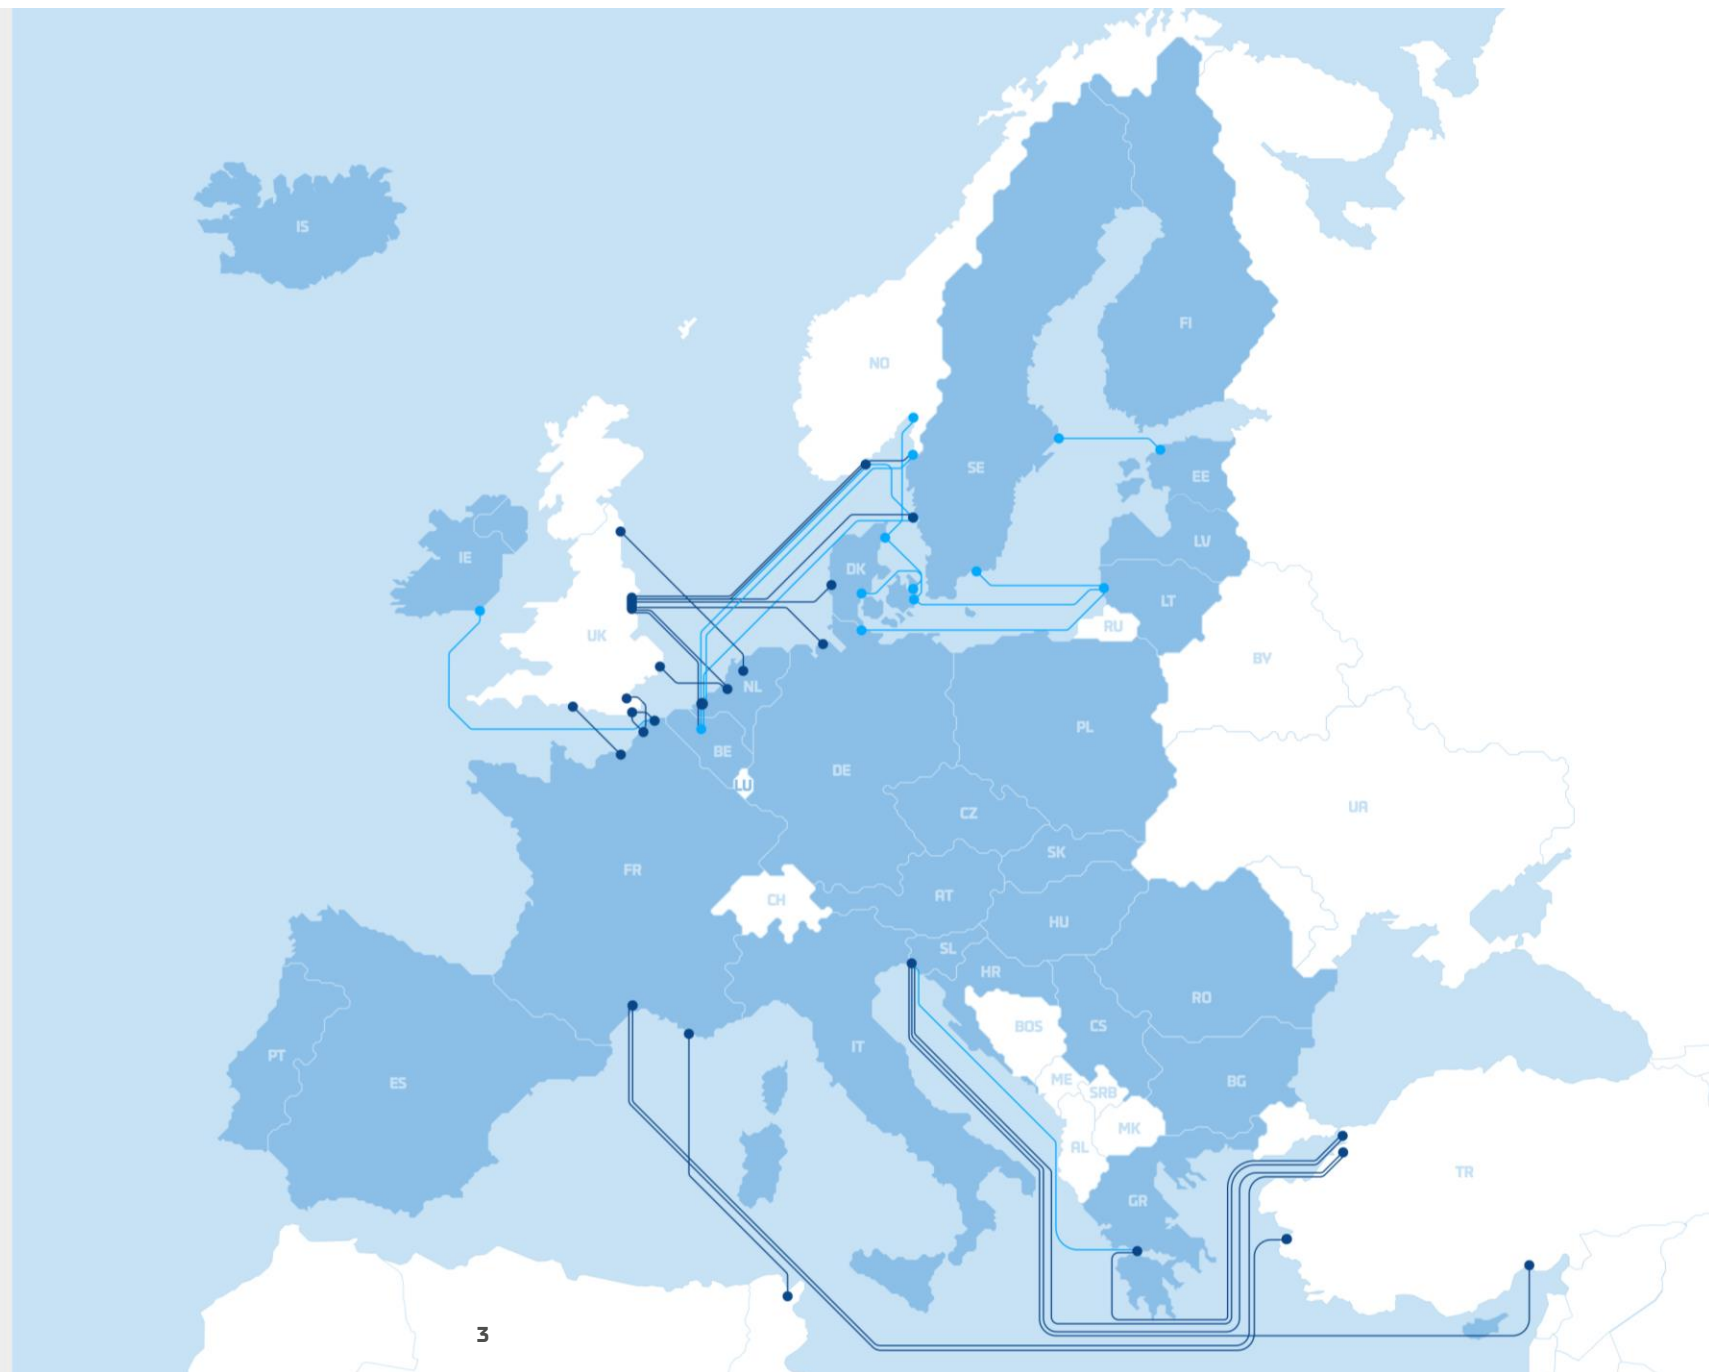 IS
FI
NO
SE
EE
LV
IE
DK
LT
RU
UK
BY
NL
PL
BE
DE
LU
UA
CZ
SK
FR
CH
AT
HU
SL
HR
RO
BOS
CS
PT
IT
ES
ME
SRB
BG
MK
AL
TR
GR
3